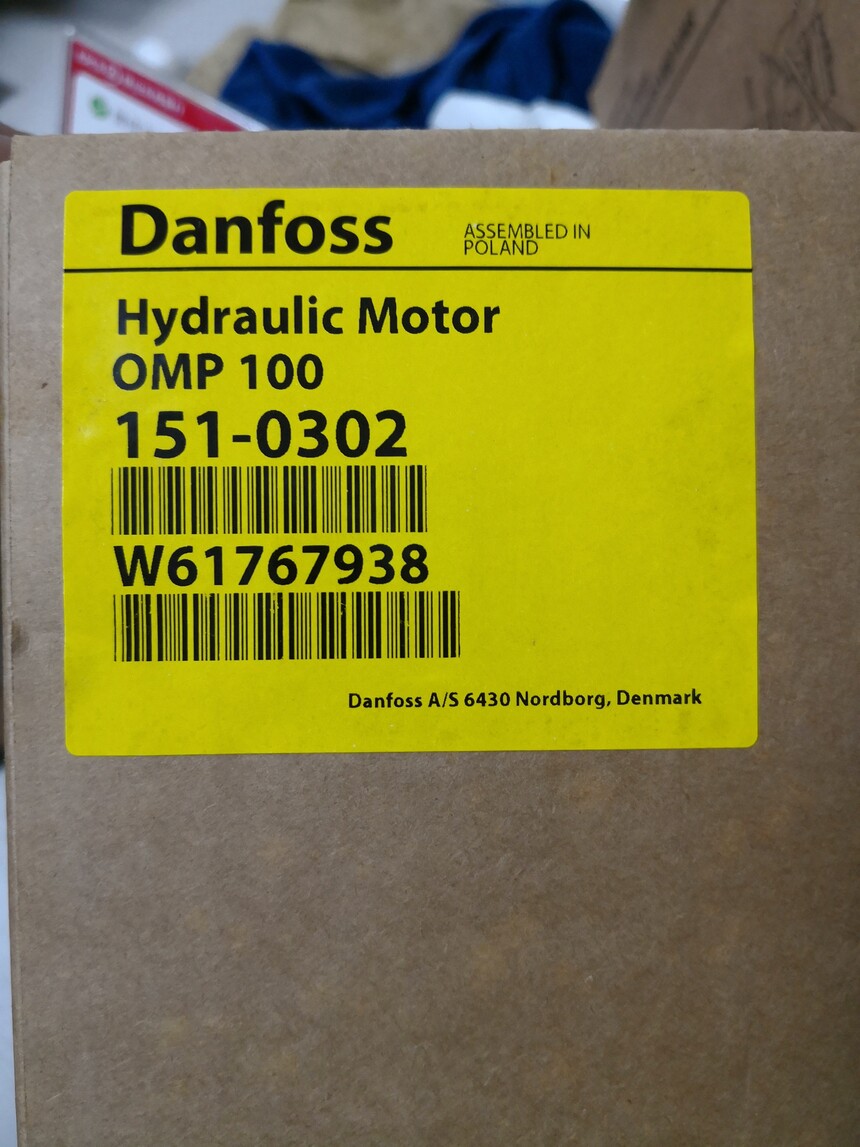 Danfoss
ASSEMBLED IN
POLAND
Hydraulic Motor
OMP 100
151-0302
W61767938
Danfoss A/S 6430 Nordborg, Denmark